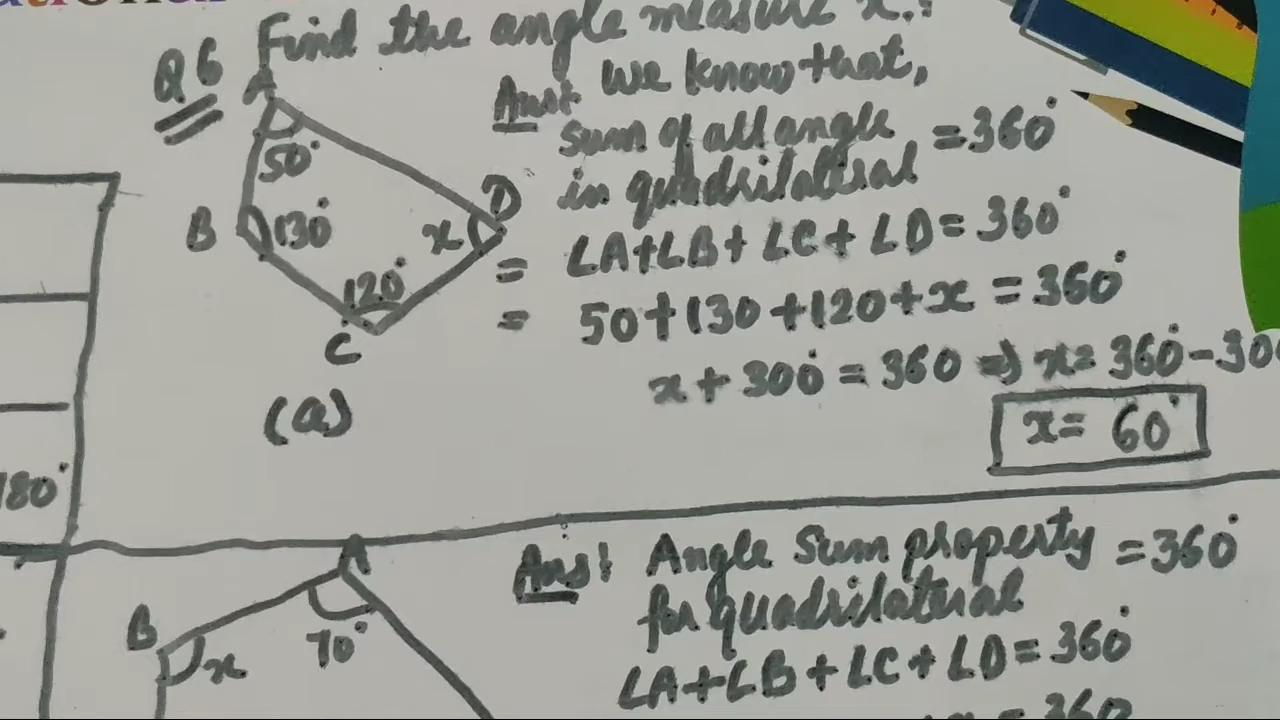 Q6 Find the angle measure x.:
A
50°
B 130°
x D
120°
C
(a)
Ans: we know that,
sum of all angle
in quadrilateral = 360°
= ∠A+∠B+∠C+∠D = 360°
= 50+130+120+x = 360°
x + 300° = 360 ⇒ x = 360° - 300
x = 60°
180°
A
B x 70°
Ans: Angle Sum property = 360°
for quadrilateral
∠A+∠B+∠C+∠D = 360°
x = 360